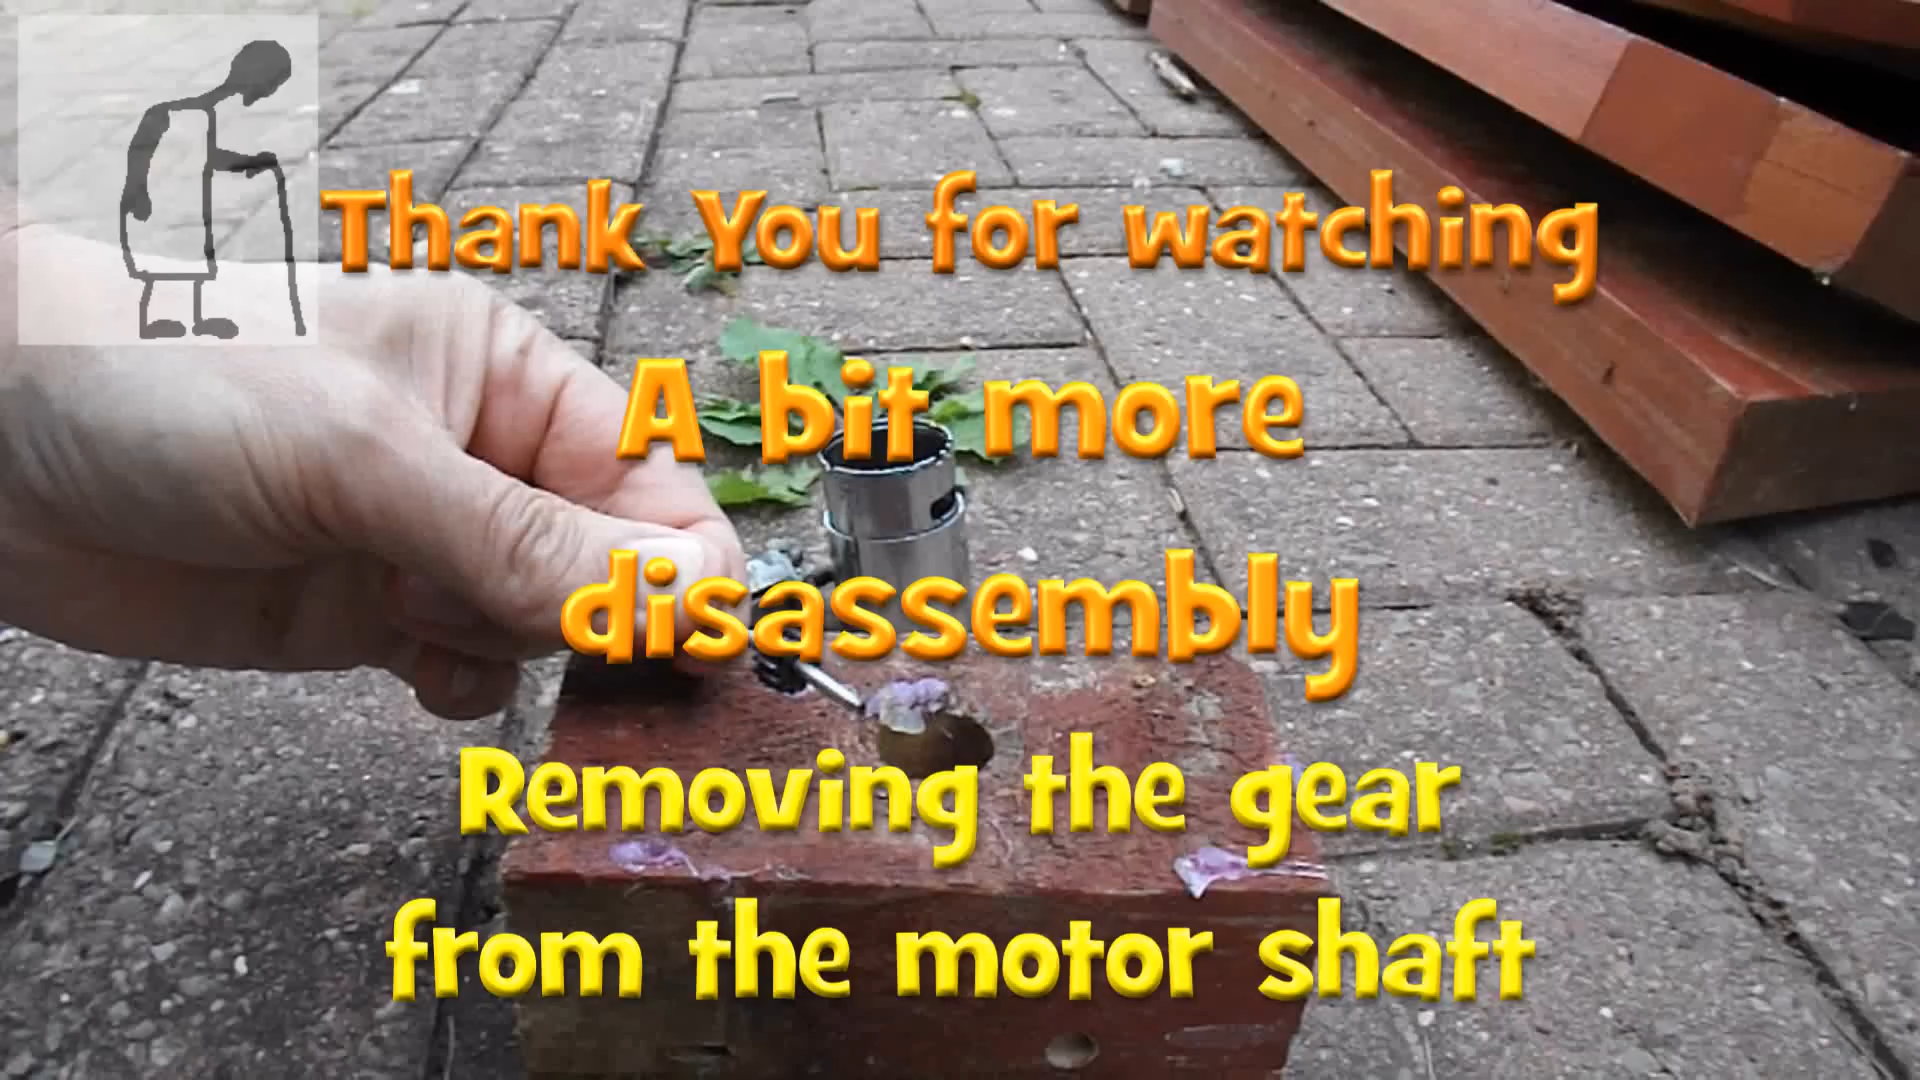 Thank You for watching
A bit more
disassembly
Removing the gear
from the motor shaft